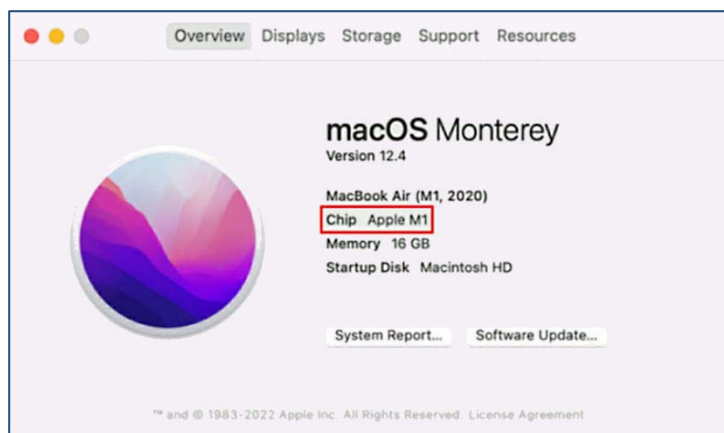 Overview Displays Storage Support Resources
macOS Monterey
Version 12.4
MacBook Air (M1, 2020)
Chip Apple M1
Memory 16 GB
Startup Disk Macintosh HD
System Report... Software Update...
™ and © 1983-2022 Apple Inc. All Rights Reserved. License Agreement